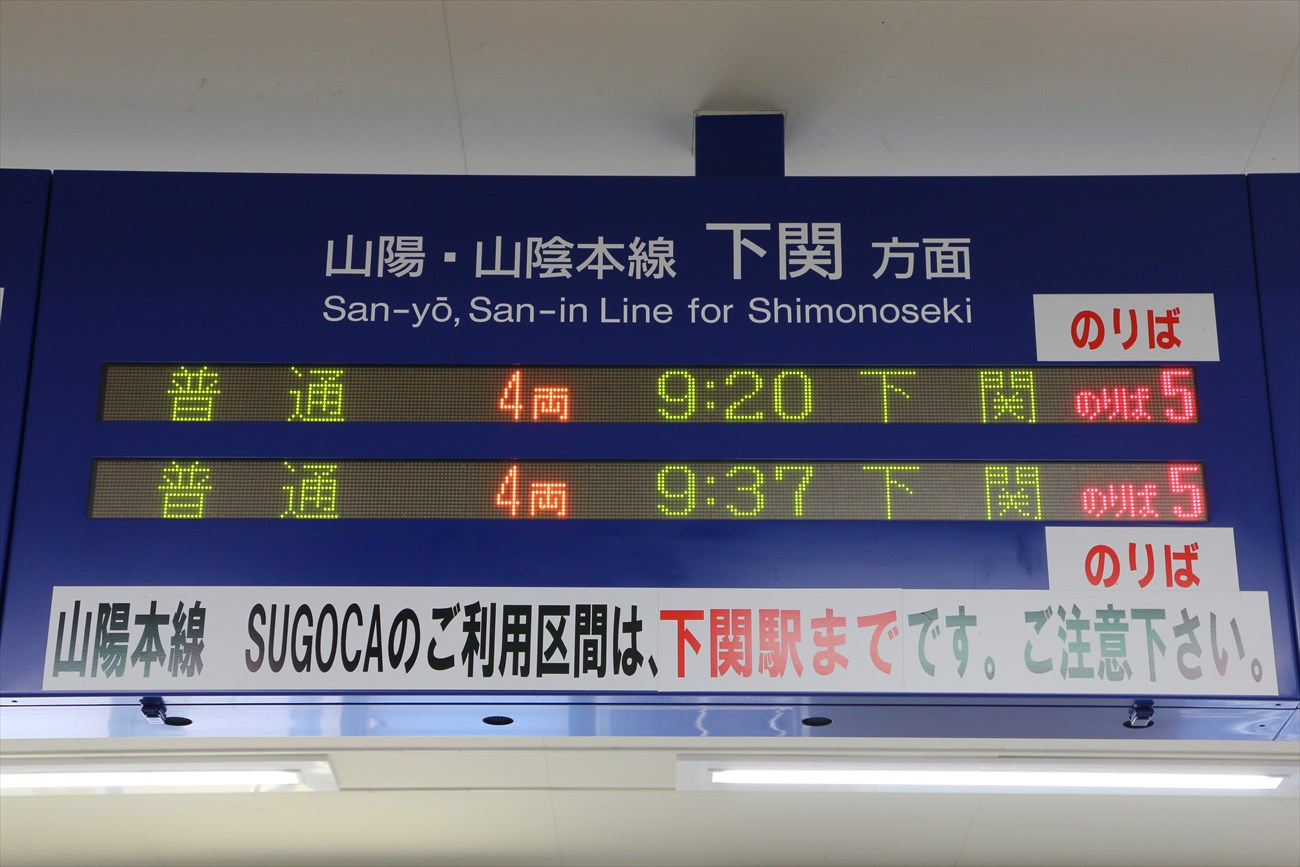 山陽・山陰本線 下関 方面
San-yō, San-in Line for Shimonoseki
のりば
普通 4両 9:20 下関 のりば 5
普通 4両 9:37 下関 のりば 5
のりば
山陽本線 SUGOCAのご利用区間は、下関駅までです。ご注意下さい。